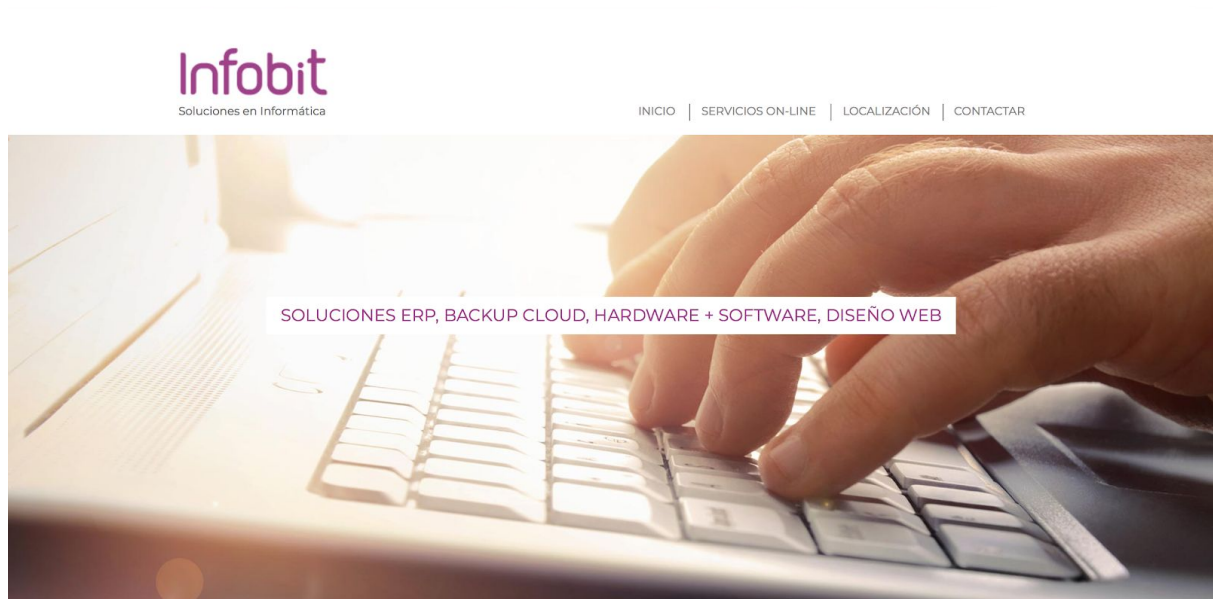 Infobit
Soluciones en Informática
INICIO | SERVICIOS ON-LINE | LOCALIZACIÓN | CONTACTAR
SOLUCIONES ERP, BACKUP CLOUD, HARDWARE + SOFTWARE, DISEÑO WEB